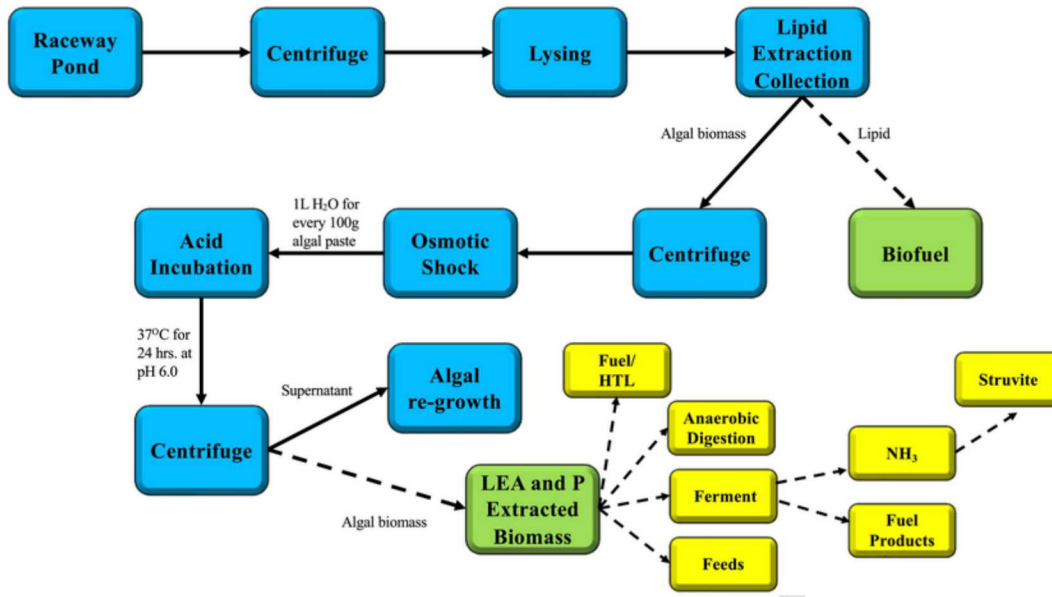 Raceway
Pond
Centrifuge
Lysing
Lipid
Extraction
Collection
Algal biomass
Lipid
1L H₂O for
every 100g
algal paste
Acid
Incubation
Osmotic
Shock
Centrifuge
Biofuel
37ᴼC for
24 hrs. at
pH 6.0
Supernatant
Algal
re-growth
Fuel/
HTL
Struvite
Anaerobic
Digestion
Centrifuge
NH₃
Algal biomass
LEA and P
Extracted
Biomass
Ferment
Fuel
Products
Feeds